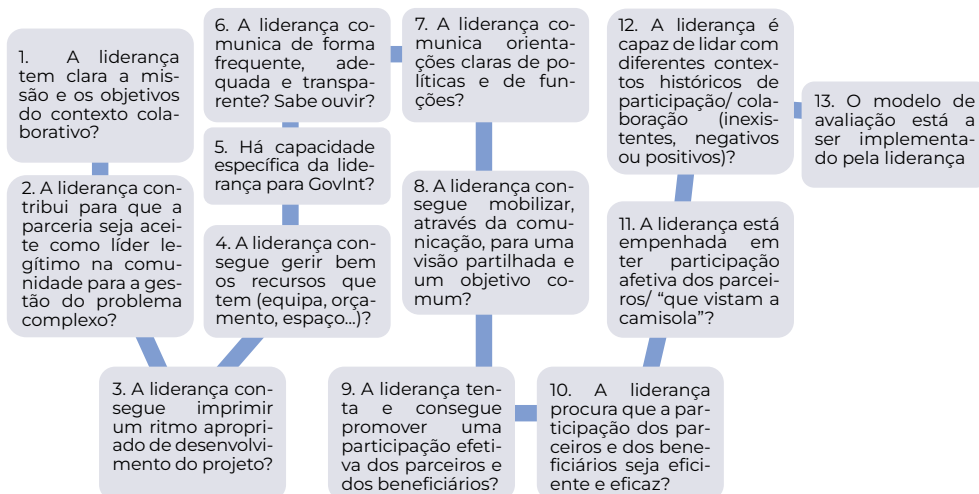 1. A liderança
tem clara a mis-
são e os objetivos
do contexto cola-
borativo?
2. A liderança con-
tribui para que a
parceria seja acei-
te como líder le-
gítimo na comu-
nidade para a ges-
tão do problema
complexo?
3. A liderança con-
segue imprimir
um ritmo apropri-
ado de desenvolvi-
mento do projeto?
4. A liderança con-
segue gerir bem
os recursos que
tem (equipa, orça-
mento, espaço...)?
5. Há capacidade
específica da lide-
rança para GovInt?
6. A liderança co-
munica de forma
frequente, ade-
quada e transpa-
rente? Sabe ouvir?
7. A liderança co-
munica orienta-
ções claras de po-
líticas e de fun-
ções?
8. A liderança con-
segue mobilizar,
através da comu-
nicação, para uma
visão partilhada e
um objetivo co-
mum?
9. A liderança ten-
ta e consegue
promover uma
participação efeti-
va dos parceiros e
dos beneficiários?
10. A liderança
procura que a par-
ticipação dos par-
ceiros e dos bene-
ficiários seja efici-
ente e eficaz?
11. A liderança está
empenhada em
ter participação
afetiva dos parcei-
ros/ “que vistam a
camisola”?
12. A liderança é
capaz de lidar com
diferentes contex-
tos históricos de
participação/ cola-
boração (inexis-
tentes, negativos
ou positivos)?
13. O modelo de
avaliação está a
ser implementa-
do pela liderança